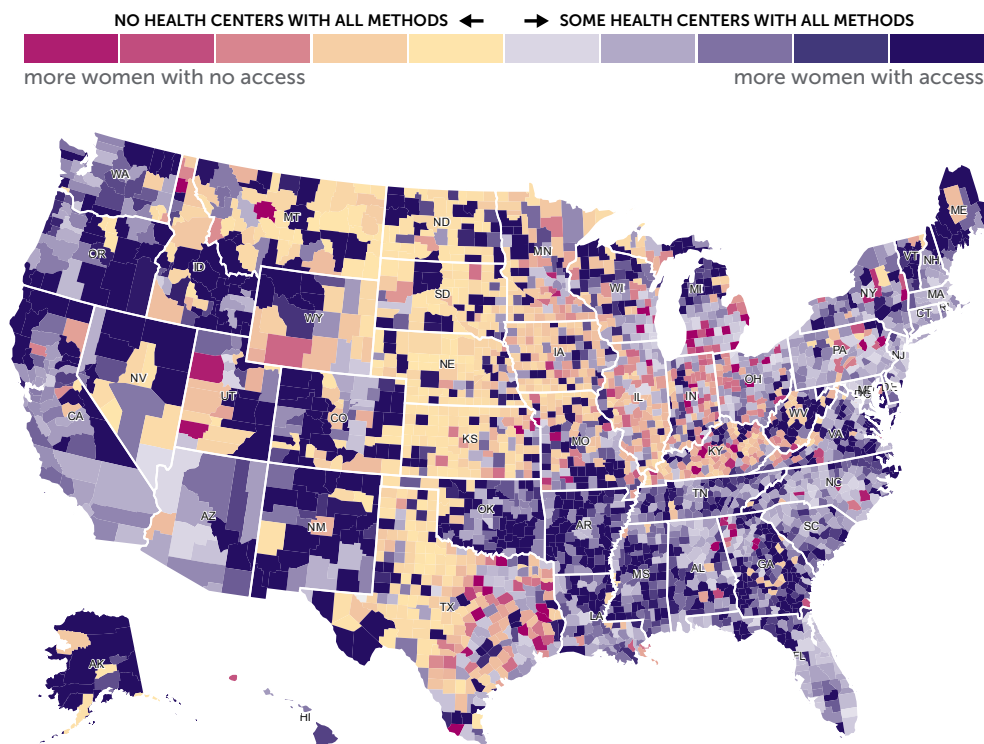 NO HEALTH CENTERS WITH ALL METHODS SOME HEALTH CENTERS WITH ALL METHODS
more women with no access more women with access
WA
ME
MT
ND
VT
NH
OR
MN
ID
SD
WI
MI
NY
MA
CT
WY
IA
PA
NJ
NE
NV
OH
UT
IL
IN
CA
CO
WV
KS
MO
KY
VA
TN
NC
AZ
OK
NM
AR
SC
MS
AL
GA
TX
LA
FL
AK
HI